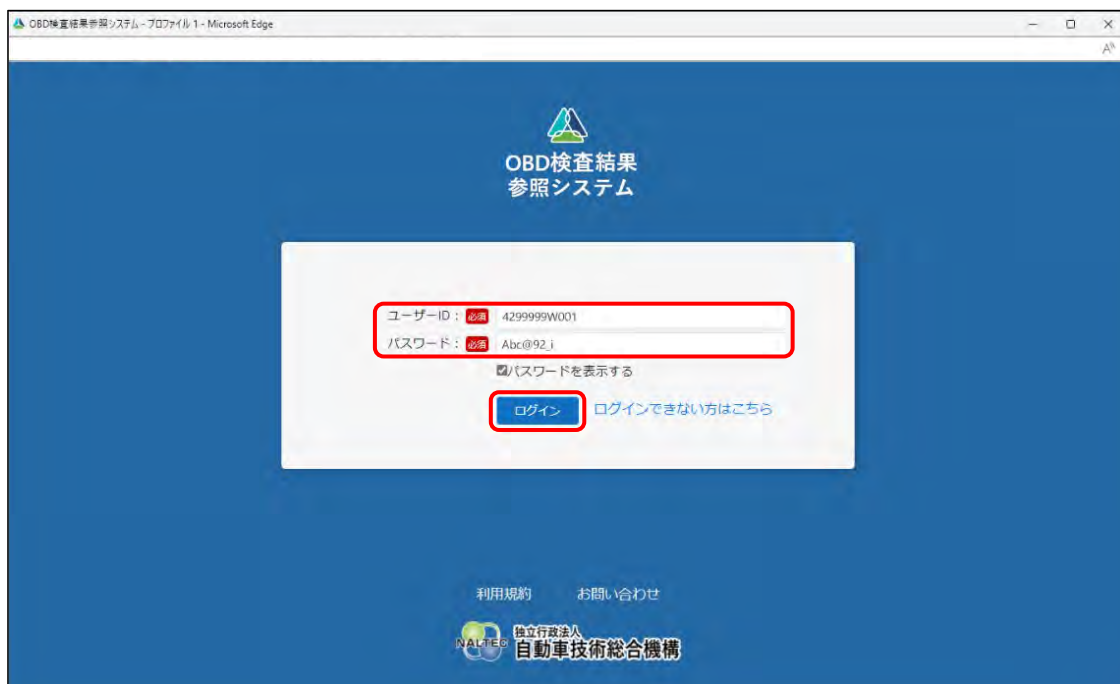 OBD検査結果参照システム - プロファイル 1 - Microsoft Edge
OBD検査結果
参照システム
ユーザーID： 必須 4299999W001
パスワード： 必須 Abc@92_i
パスワードを表示する
ログイン ログインできない方はこちら
利用規約 お問い合わせ
NALTEC 独立行政法人
自動車技術総合機構